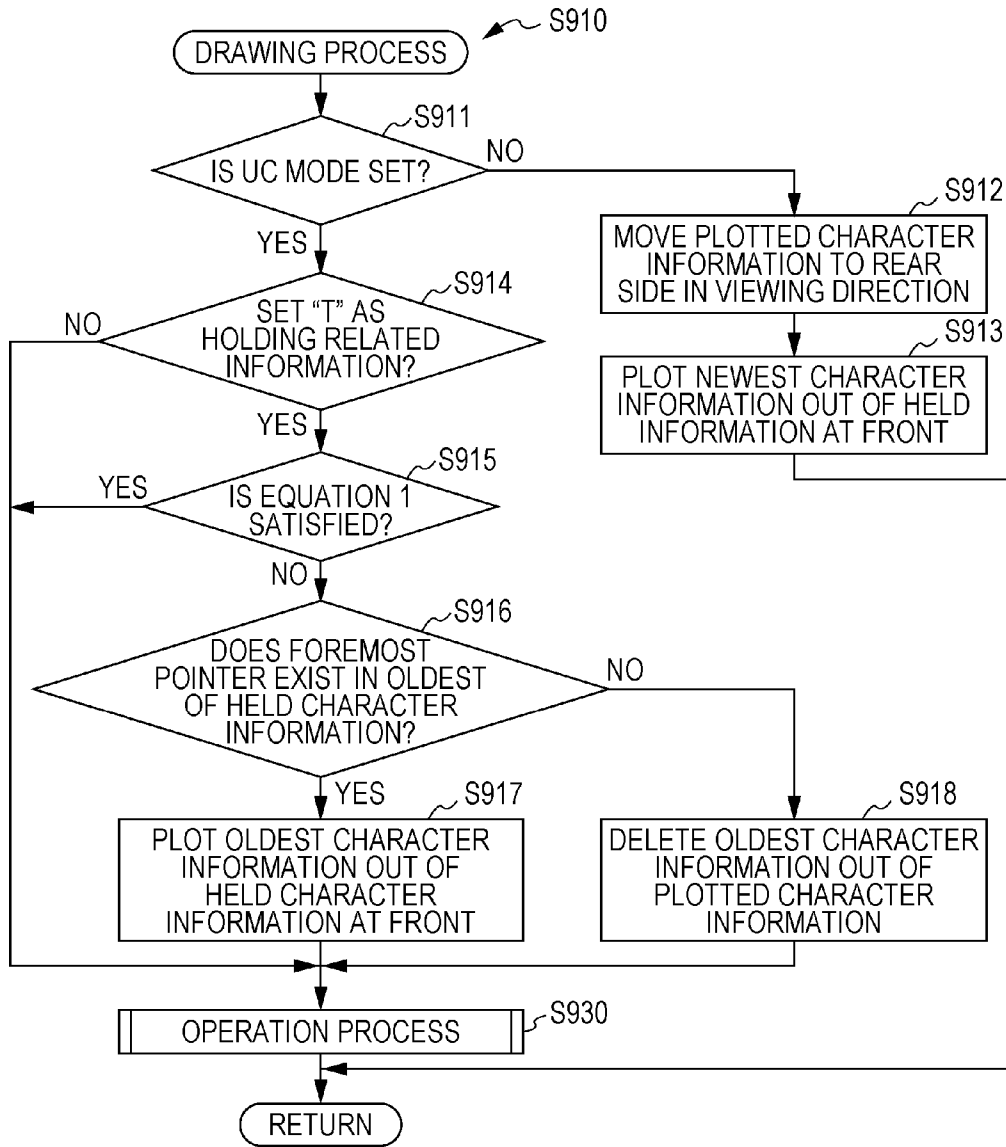 S910
DRAWING PROCESS
S911
IS UC MODE SET?
NO
YES
S912
MOVE PLOTTED CHARACTER
INFORMATION TO REAR
SIDE IN VIEWING DIRECTION
S913
PLOT NEWEST CHARACTER
INFORMATION OUT OF HELD
INFORMATION AT FRONT
S914
SET “T” AS
HOLDING RELATED
INFORMATION?
NO
YES
S915
IS EQUATION 1
SATISFIED?
YES
NO
S916
DOES FOREMOST
POINTER EXIST IN OLDEST
OF HELD CHARACTER
INFORMATION?
NO
YES
S917
PLOT OLDEST CHARACTER
INFORMATION OUT OF
HELD CHARACTER
INFORMATION AT FRONT
S918
DELETE OLDEST CHARACTER
INFORMATION OUT OF
PLOTTED CHARACTER
INFORMATION
OPERATION PROCESS
S930
RETURN